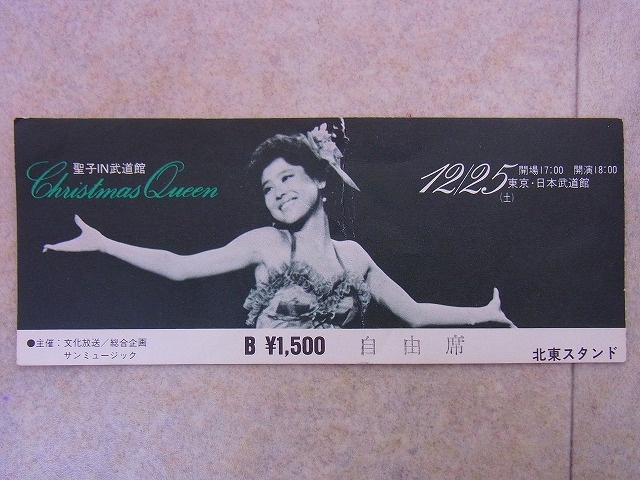 聖子IN武道館
Christmas Queen
12/25
(土)
開場17:00 開演18:00
東京・日本武道館
●主催：文化放送／総合企画
サンミュージック
B ¥1,500 自由席
北東スタンド